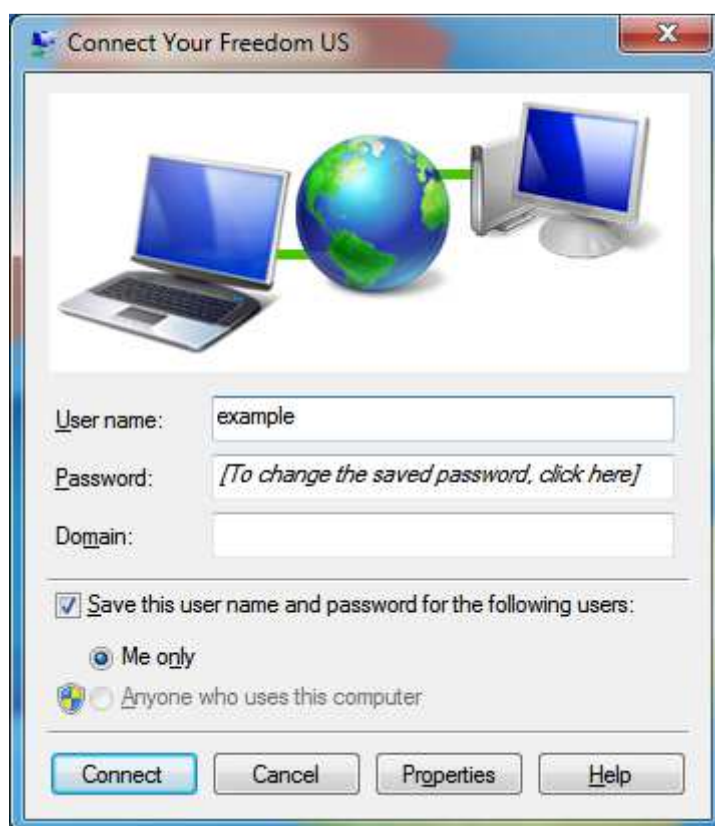 Connect Your Freedom US
User name:
example
Password:
[To change the saved password, click here]
Domain:
Save this user name and password for the following users:
Me only
Anyone who uses this computer
Connect Cancel Properties Help